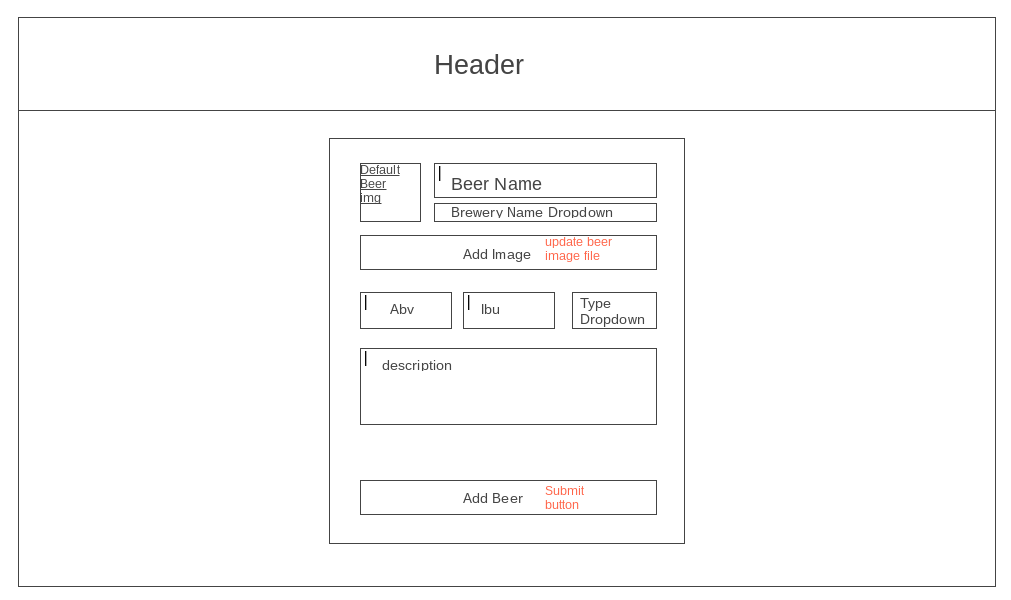 Header
Default
Beer
img
Beer Name
Brewery Name Dropdown
Add Image
update beer
image file
Abv
Ibu
Type
Dropdown
description
Add Beer
Submit
button